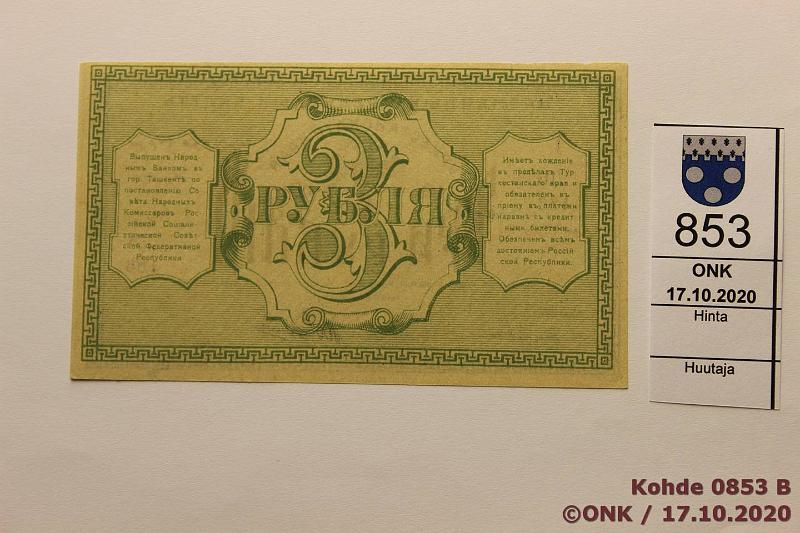 Выпущенъ Народ-
нымъ Банкомъ въ
гор. Ташкентѣ по
постановленію Со-
вѣта Народныхъ
Комиссаровъ Рос-
сійской Социали-
стической Совѣт-
ской Федеративной
Республики.
3
РУБЛЯ
Имѣетъ хожденіе
въ предѣлахъ Тур-
кестанскаго края и
обязателенъ къ
пріему въ платежи
наравнѣ съ кредит-
ными билетами.
Обезпеченъ всѣмъ
достояніемъ Россій-
ской Республики.
853
ONK
17.10.2020
Hinta
Huutaja
Kohde 0853 B
©ONK / 17.10.2020